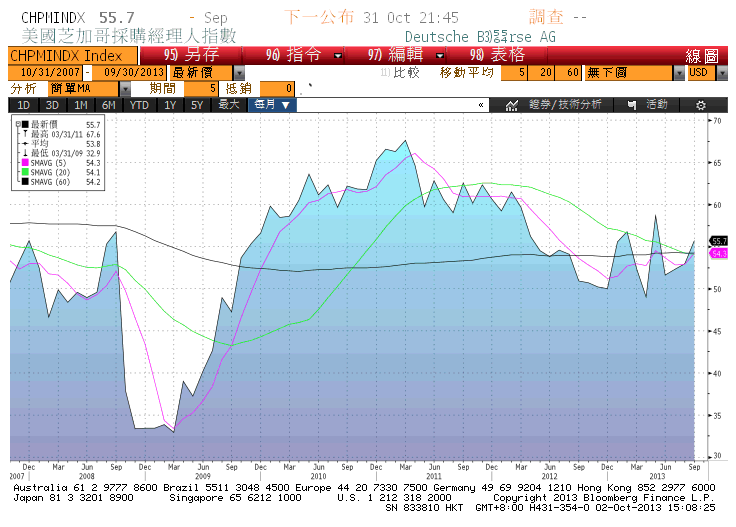 CHPMINDX 55.7 - Sep 下一公布 31 Oct 21:45 調查 --
美國芝加哥採購經理人指數 Deutsche B
CHPMINDX Index 95) 另存 96) 指令 97) 編輯 98) 表格 線圖
10/31/2007 - 09/30/2013 最新價 11) 比較 移動平均 5 20 60 無下圖 USD
分析 簡單MA 期間 5 抵銷 0
1D 3D 1M 6M YTD 1Y 5Y 最大 每月 ▼ « 證券/技術分析 活動
最新價 55.7
最高 03/31/11 67.6
平均 53.8
最低 03/31/09 32.9
SMAVG (5) 54.3
SMAVG (20) 54.1
SMAVG (60) 54.2
70
65
60
55.7
54.3
50
45
40
35
30
Dec Mar Jun Sep Dec Mar Jun Sep Dec Mar Jun Sep Dec Mar Jun Sep Dec Mar Jun Sep Dec Mar Jun Sep
2007 2008 2009 2010 2011 2012 2013
Australia 61 2 9777 8600 Brazil 5511 3048 4500 Europe 44 20 7330 7500 Germany 49 69 9204 1210 Hong Kong 852 2977 6000
Japan 81 3 3201 8900 Singapore 65 6212 1000 U.S. 1 212 318 2000 Copyright 2013 Bloomberg Finance L.P.
SN 833810 HKT GMT+8:00 H431-354-0 02-Oct-2013 15:08:25